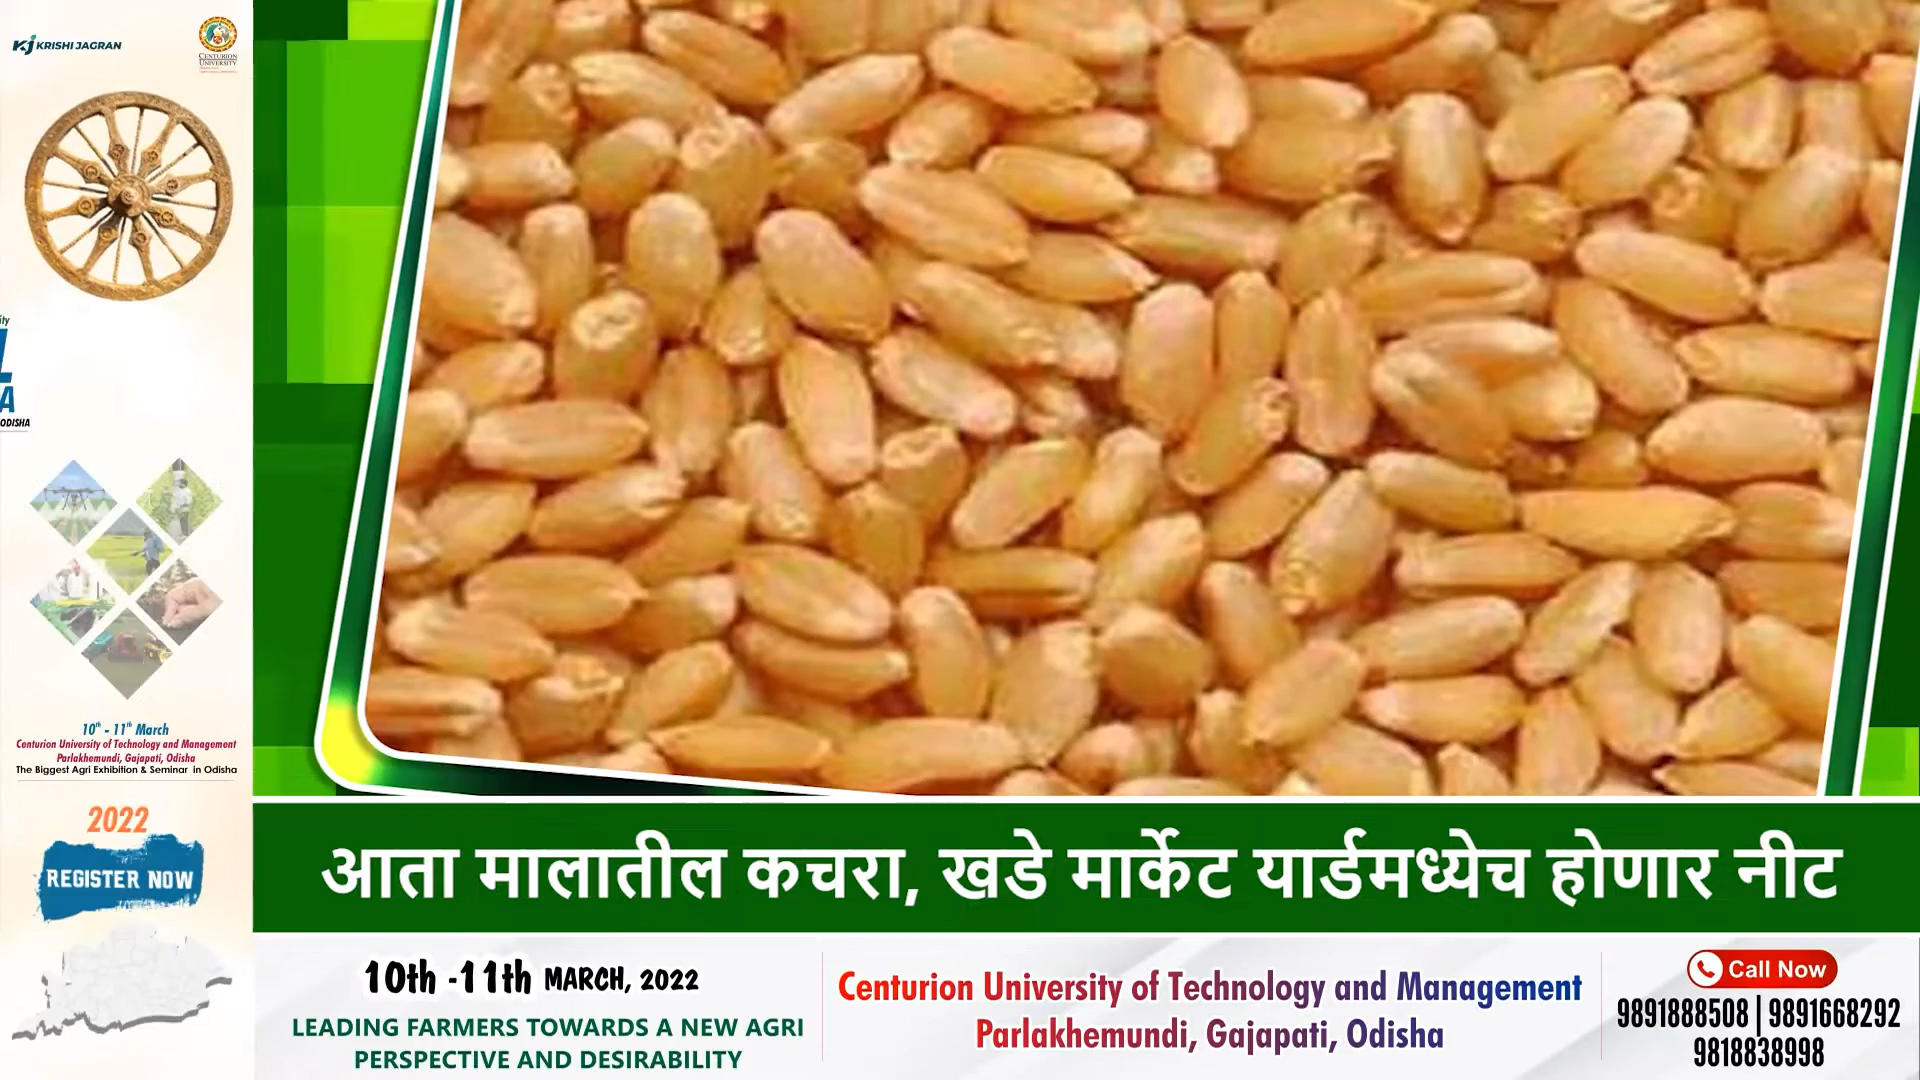 KJ KRISHI JAGRAN
CENTURION
UNIVERSITY
ity
L
A
ODISHA
10th - 11th March
Centurion University of Technology and Management
Parlakhemundi, Gajapati, Odisha
The Biggest Agri Exhibition & Seminar in Odisha
2022
REGISTER NOW
आता मालातील कचरा, खडे मार्केट यार्डमध्येच होणार नीट
10th -11th MARCH, 2022
LEADING FARMERS TOWARDS A NEW AGRI
PERSPECTIVE AND DESIRABILITY
Centurion University of Technology and Management
Parlakhemundi, Gajapati, Odisha
Call Now
9891888508 | 9891668292
9818838998